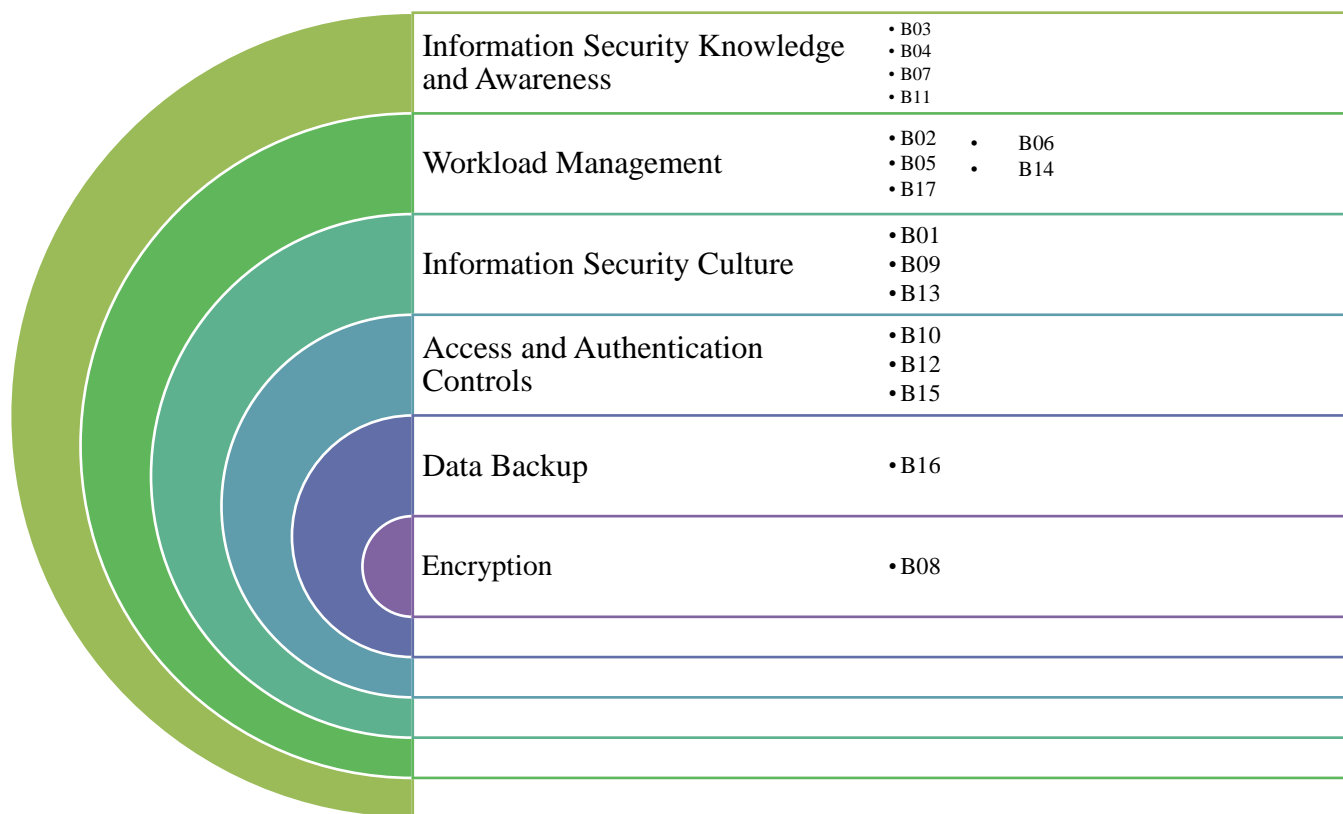 Information Security Knowledge
and Awareness
• B03
• B04
• B07
• B11
Workload Management
• B02 • B06
• B05 • B14
• B17
Information Security Culture
• B01
• B09
• B13
Access and Authentication
Controls
• B10
• B12
• B15
Data Backup
• B16
Encryption
• B08